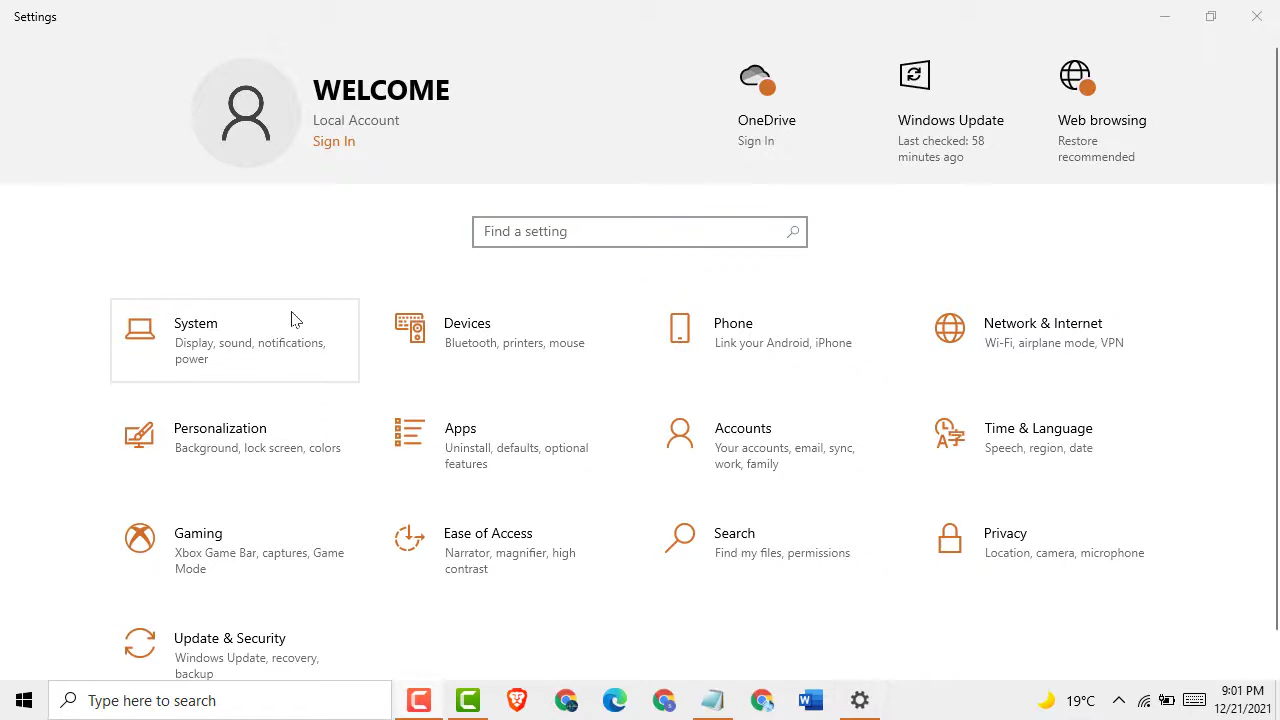 Settings
WELCOME
Local Account
Sign In
OneDrive
Sign In
Windows Update
Last checked: 58
minutes ago
Web browsing
Restore
recommended
Find a setting
System
Display, sound, notifications,
power
Devices
Bluetooth, printers, mouse
Phone
Link your Android, iPhone
Network & Internet
Wi-Fi, airplane mode, VPN
Personalization
Background, lock screen, colors
Apps
Uninstall, defaults, optional
features
Accounts
Your accounts, email, sync,
work, family
Time & Language
Speech, region, date
Gaming
Xbox Game Bar, captures, Game
Mode
Ease of Access
Narrator, magnifier, high
contrast
Search
Find my files, permissions
Privacy
Location, camera, microphone
Update & Security
Windows Update, recovery,
backup
Type here to search
19°C
9:01 PM
12/21/2021